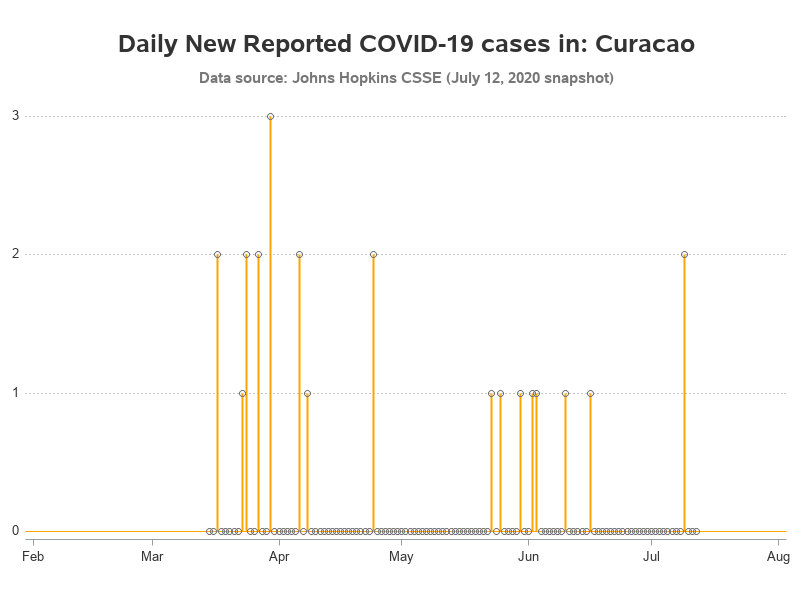 Daily New Reported COVID-19 cases in: Curacao
Data source: Johns Hopkins CSSE (July 12, 2020 snapshot)
3
2
1
0
Feb Mar Apr May Jun Jul Aug